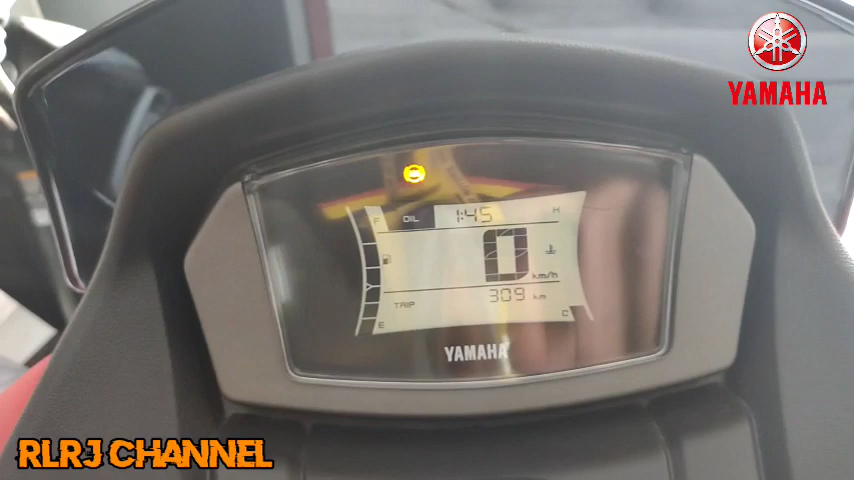 YAMAHA
F OIL 1:45 H
0 km/h
TRIP 309 km
E C
YAMAHA
RLRJ CHANNEL